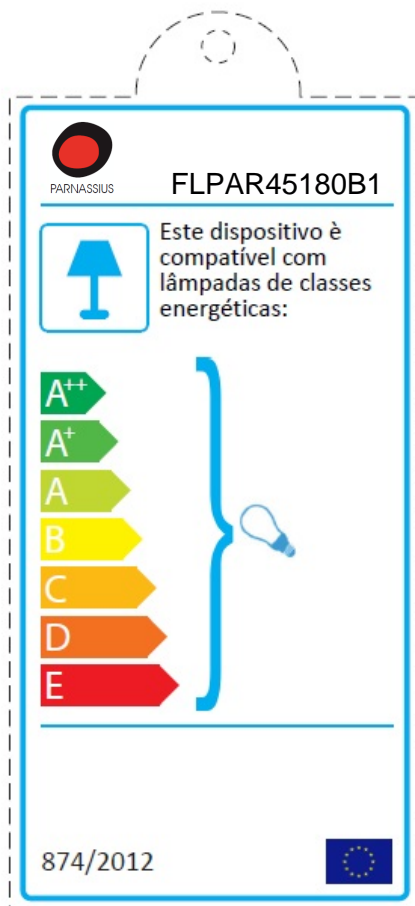 PARNASSIUS
FLPAR45180B1
Este dispositivo è
compatível com
lâmpadas de classes
energéticas:
A++
A+
A
B
C
D
E
874/2012